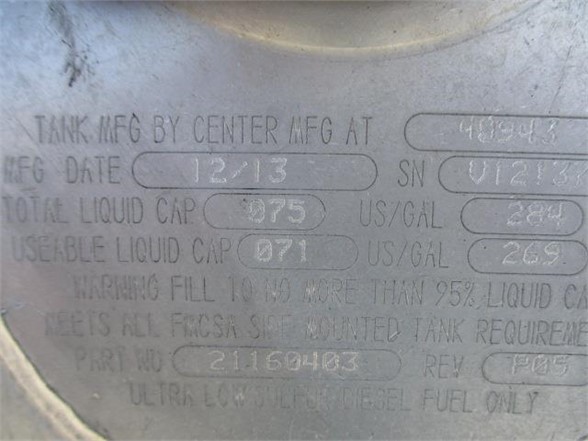 TANK MFG BY CENTER MFG AT 40943
MFG DATE 12/13 SN
TOTAL LIQUID CAP 075 US/GAL 284
USEABLE LIQUID CAP 071 US/GAL 269
WARNING FILL TO NO MORE THAN 95% LIQUID
MEETS ALL FMCSA SIDE MOUNTED TANK
PART NO 21160403 REV P05
ULTRA LOW SULFUR DIESEL FUEL ONLY